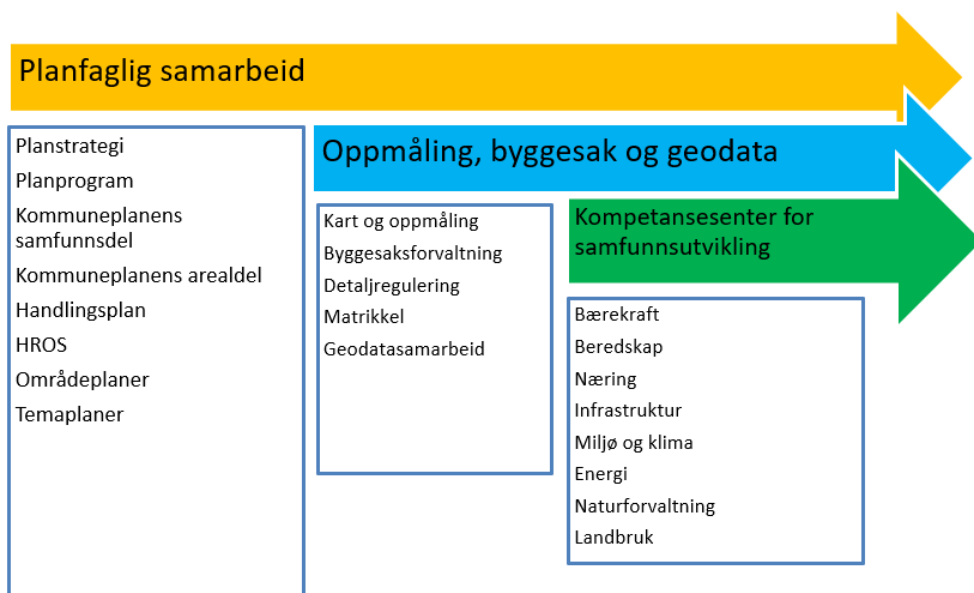 Planfaglig samarbeid
Planstrategi
Planprogram
Kommuneplanens
samfunnsdel
Kommuneplanens arealdel
Handlingsplan
HROS
Områdeplaner
Temaplaner
Oppmåling, byggesak og geodata
Kart og oppmåling
Byggesaksforvaltning
Detaljregulering
Matrikkel
Geodatasamarbeid
Kompetansesenter for
samfunnsutvikling
Bærekraft
Beredskap
Næring
Infrastruktur
Miljø og klima
Energi
Naturforvaltning
Landbruk